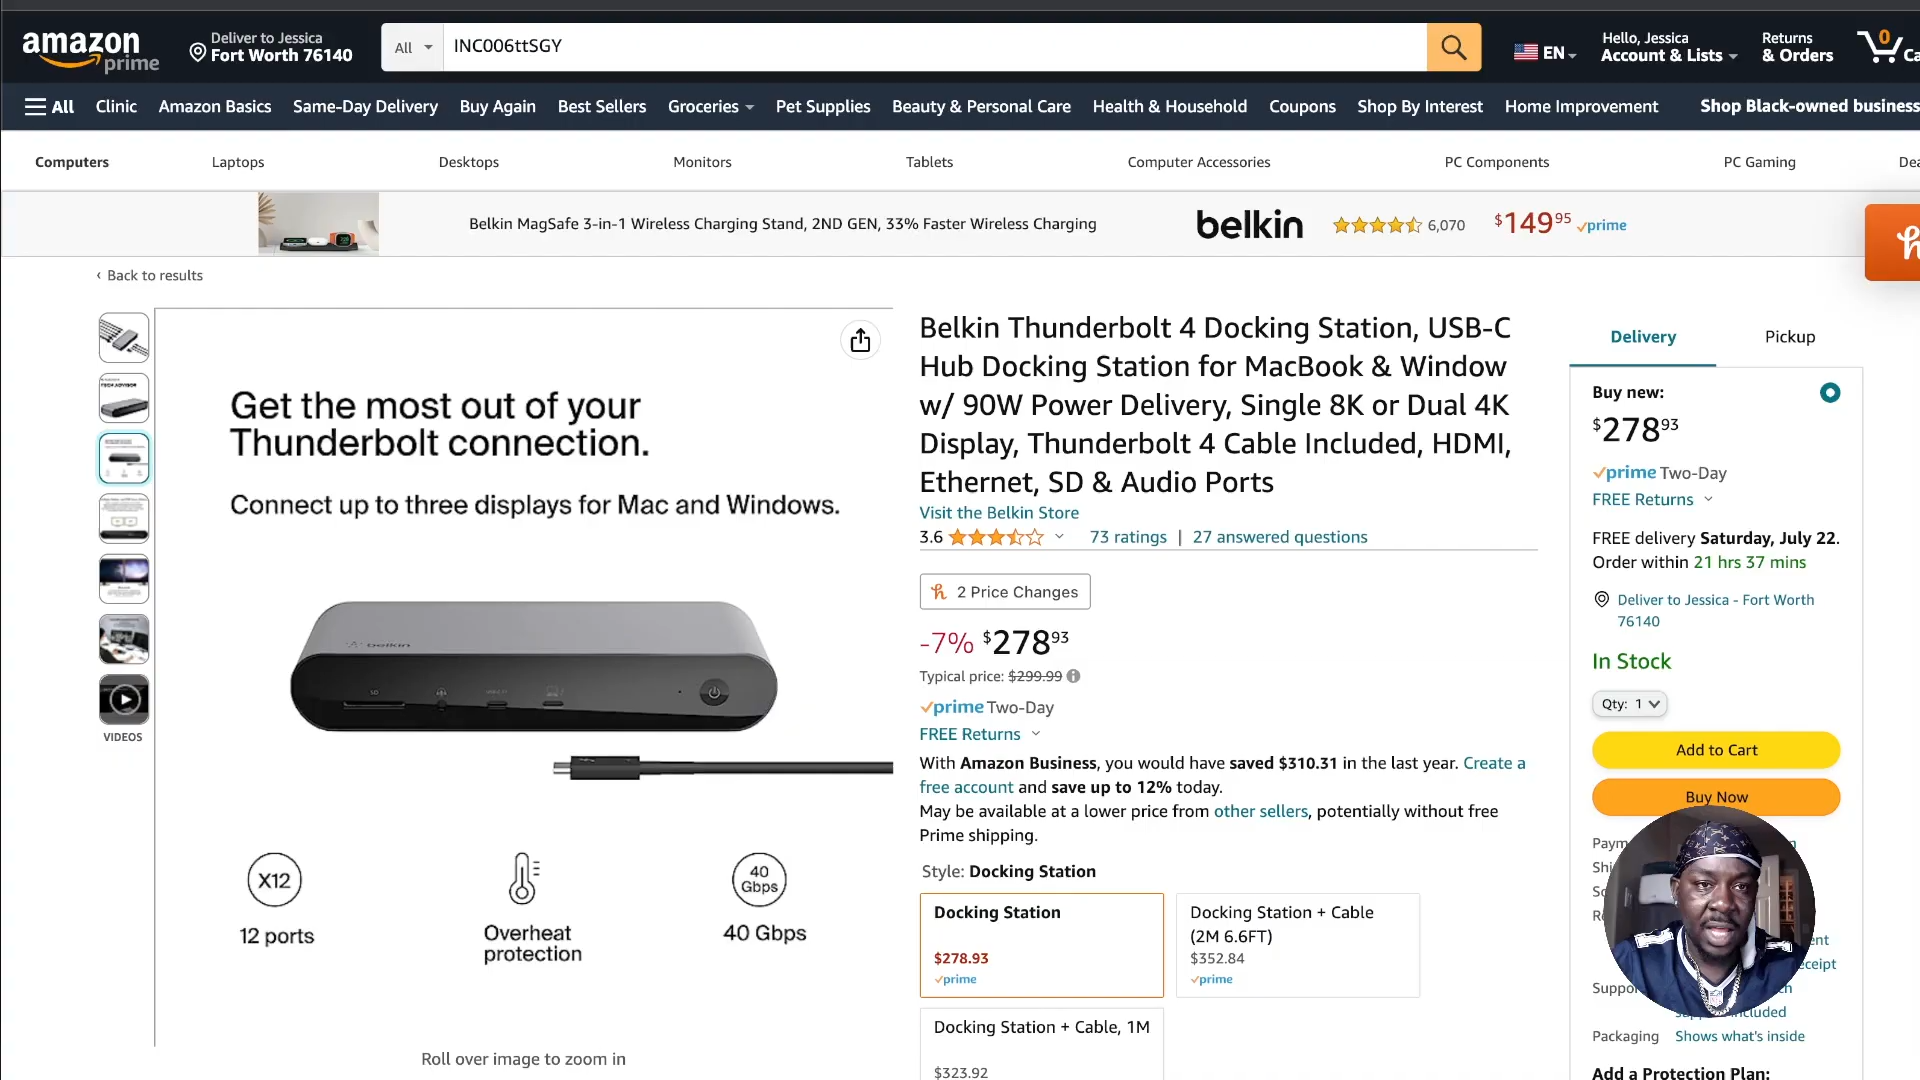 amazon prime
Deliver to Jessica
Fort Worth 76140
All
INC006ttSGY
EN
Hello, Jessica
Account & Lists
Returns
& Orders
0
All
Clinic
Amazon Basics
Same-Day Delivery
Buy Again
Best Sellers
Groceries
Pet Supplies
Beauty & Personal Care
Health & Household
Coupons
Shop By Interest
Home Improvement
Shop Black-owned business
Computers
Laptops
Desktops
Monitors
Tablets
Computer Accessories
PC Components
PC Gaming
Belkin MagSafe 3-in-1 Wireless Charging Stand, 2ND GEN, 33% Faster Wireless Charging
belkin
6,070
$149 95
prime
‹ Back to results
VIDEOS
Get the most out of your
Thunderbolt connection.
Connect up to three displays for Mac and Windows.
belkin
SD
X12
12 ports
Overheat
protection
40
Gbps
40 Gbps
Roll over image to zoom in
Belkin Thunderbolt 4 Docking Station, USB-C
Hub Docking Station for MacBook & Window
w/ 90W Power Delivery, Single 8K or Dual 4K
Display, Thunderbolt 4 Cable Included, HDMI,
Ethernet, SD & Audio Ports
Visit the Belkin Store
3.6
73 ratings | 27 answered questions
2 Price Changes
-7% $278 93
Typical price: $299.99
prime Two-Day
FREE Returns
With Amazon Business, you would have saved $310.31 in the last year. Create a
free account and save up to 12% today.
May be available at a lower price from other sellers, potentially without free
Prime shipping.
Style: Docking Station
Docking Station
$278.93
prime
Docking Station + Cable
(2M 6.6FT)
$352.84
prime
Docking Station + Cable, 1M
$323.92
Delivery
Pickup
Buy new:
$278 93
prime Two-Day
FREE Returns
FREE delivery Saturday, July 22.
Order within 21 hrs 37 mins
Deliver to Jessica - Fort Worth
76140
In Stock
Qty: 1
Add to Cart
Buy Now
Packaging
Shows what's inside
Add a Protection Plan: